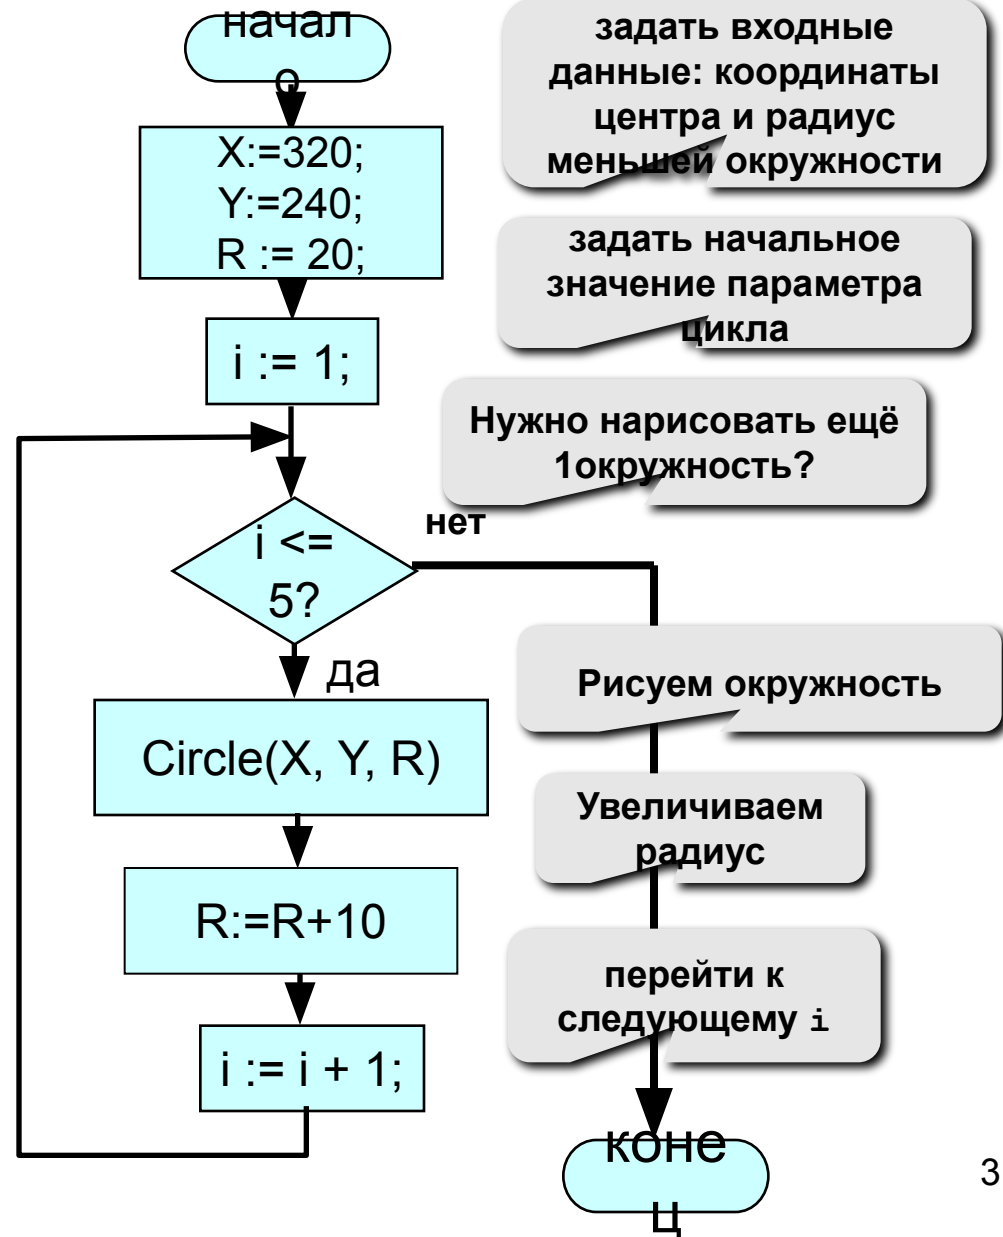 начал
о
задать входные
данные: координаты
центра и радиус
меньшей окружности
X:=320;
Y:=240;
R := 20;
задать начальное
значение параметра
цикла
i := 1;
Нужно нарисовать ещё
1окружность?
нет
i <=
5?
да
Рисуем окружность
Circle(X, Y, R)
Увеличиваем
радиус
R:=R+10
перейти к
следующему i
i := i + 1;
коне
ц
3